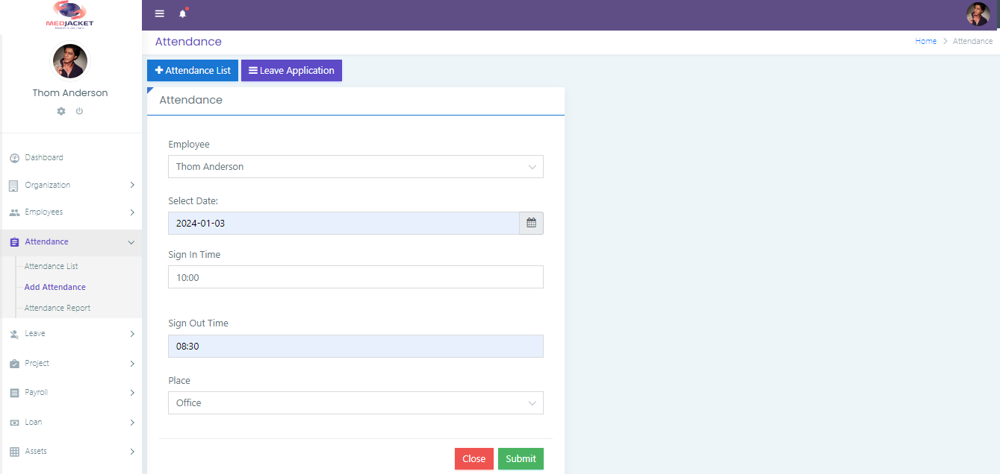 MEDJACKET
Thom Anderson
Dashboard
Organization
Employees
Attendance
Attendance List
Add Attendance
Attendance Report
Leave
Project
Payroll
Loan
Assets
Attendance
Home > Attendance
Attendance List
Leave Application
Attendance
Employee
Thom Anderson
Select Date:
2024-01-03
Sign In Time
10:00
Sign Out Time
08:30
Place
Office
Close Submit